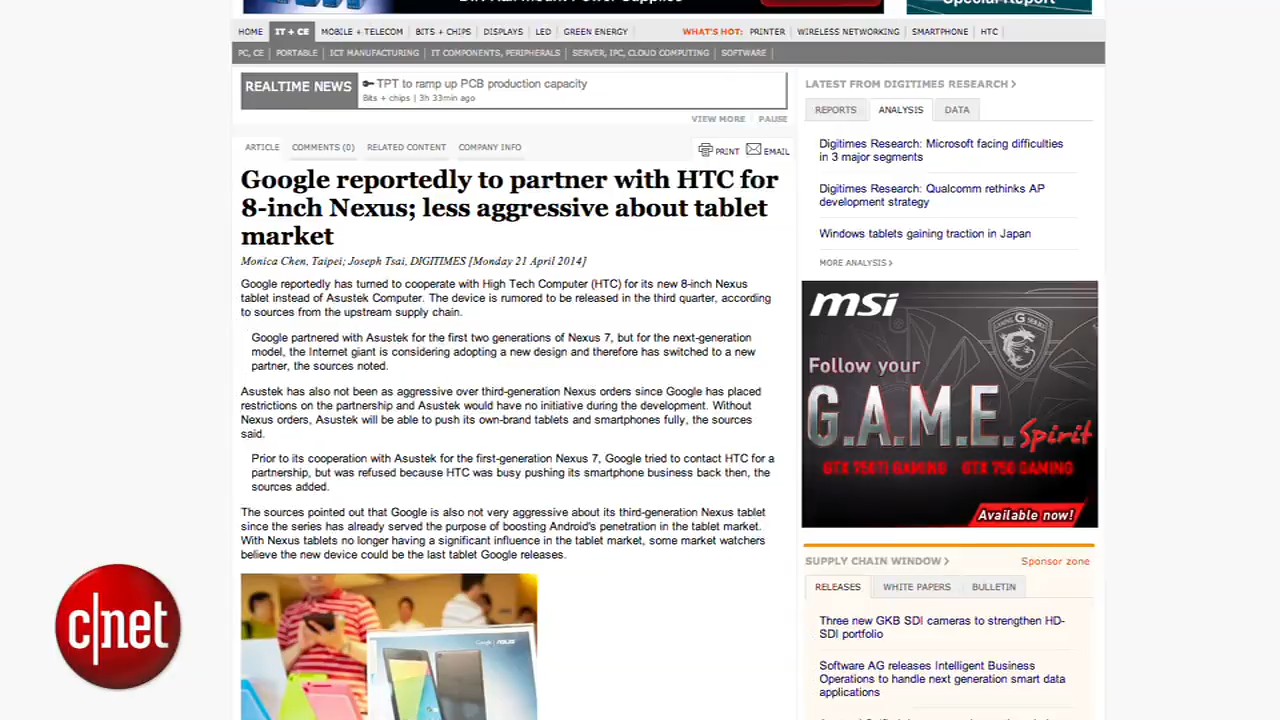 Special Report
HOME IT + CE MOBILE + TELECOM BITS + CHIPS DISPLAYS LED GREEN ENERGY WHAT'S HOT: PRINTER WIRELESS NETWORKING SMARTPHONE HTC
PC, CE PORTABLE ICT MANUFACTURING IT COMPONENTS, PERIPHERALS SERVER, IPC, CLOUD COMPUTING SOFTWARE
REALTIME NEWS
TPT to ramp up PCB production capacity
Bits + chips | 3h 33min ago
VIEW MORE PAUSE
ARTICLE COMMENTS (0) RELATED CONTENT COMPANY INFO PRINT EMAIL
Google reportedly to partner with HTC for
8-inch Nexus; less aggressive about tablet
market
Monica Chen, Taipei; Joseph Tsai, DIGITIMES [Monday 21 April 2014]
Google reportedly has turned to cooperate with High Tech Computer (HTC) for its new 8-inch Nexus
tablet instead of Asustek Computer. The device is rumored to be released in the third quarter, according
to sources from the upstream supply chain.
Google partnered with Asustek for the first two generations of Nexus 7, but for the next-generation
model, the Internet giant is considering adopting a new design and therefore has switched to a new
partner, the sources noted.
Asustek has also not been as aggressive over third-generation Nexus orders since Google has placed
restrictions on the partnership and Asustek would have no initiative during the development. Without
Nexus orders, Asustek will be able to push its own-brand tablets and smartphones fully, the sources
said.
Prior to its cooperation with Asustek for the first-generation Nexus 7, Google tried to contact HTC for a
partnership, but was refused because HTC was busy pushing its smartphone business back then, the
sources added.
The sources pointed out that Google is also not very aggressive about its third-generation Nexus tablet
since the series has already served the purpose of boosting Android's penetration in the tablet market.
With Nexus tablets no longer having a significant influence in the tablet market, some market watchers
believe the new device could be the last tablet Google releases.
Google ASUS
c|net
LATEST FROM DIGITIMES RESEARCH >
REPORTS ANALYSIS DATA
Digitimes Research: Microsoft facing difficulties
in 3 major segments
Digitimes Research: Qualcomm rethinks AP
development strategy
Windows tablets gaining traction in Japan
MORE ANALYSIS >
msi
G SERIES
Follow your
G.A.M.E. Spirit
GTX 750Ti GAMING GTX 750 GAMING
Available now!
SUPPLY CHAIN WINDOW > Sponsor zone
RELEASES WHITE PAPERS BULLETIN
Three new GKB SDI cameras to strengthen HD-
SDI portfolio
Software AG releases Intelligent Business
Operations to handle next generation smart data
applications